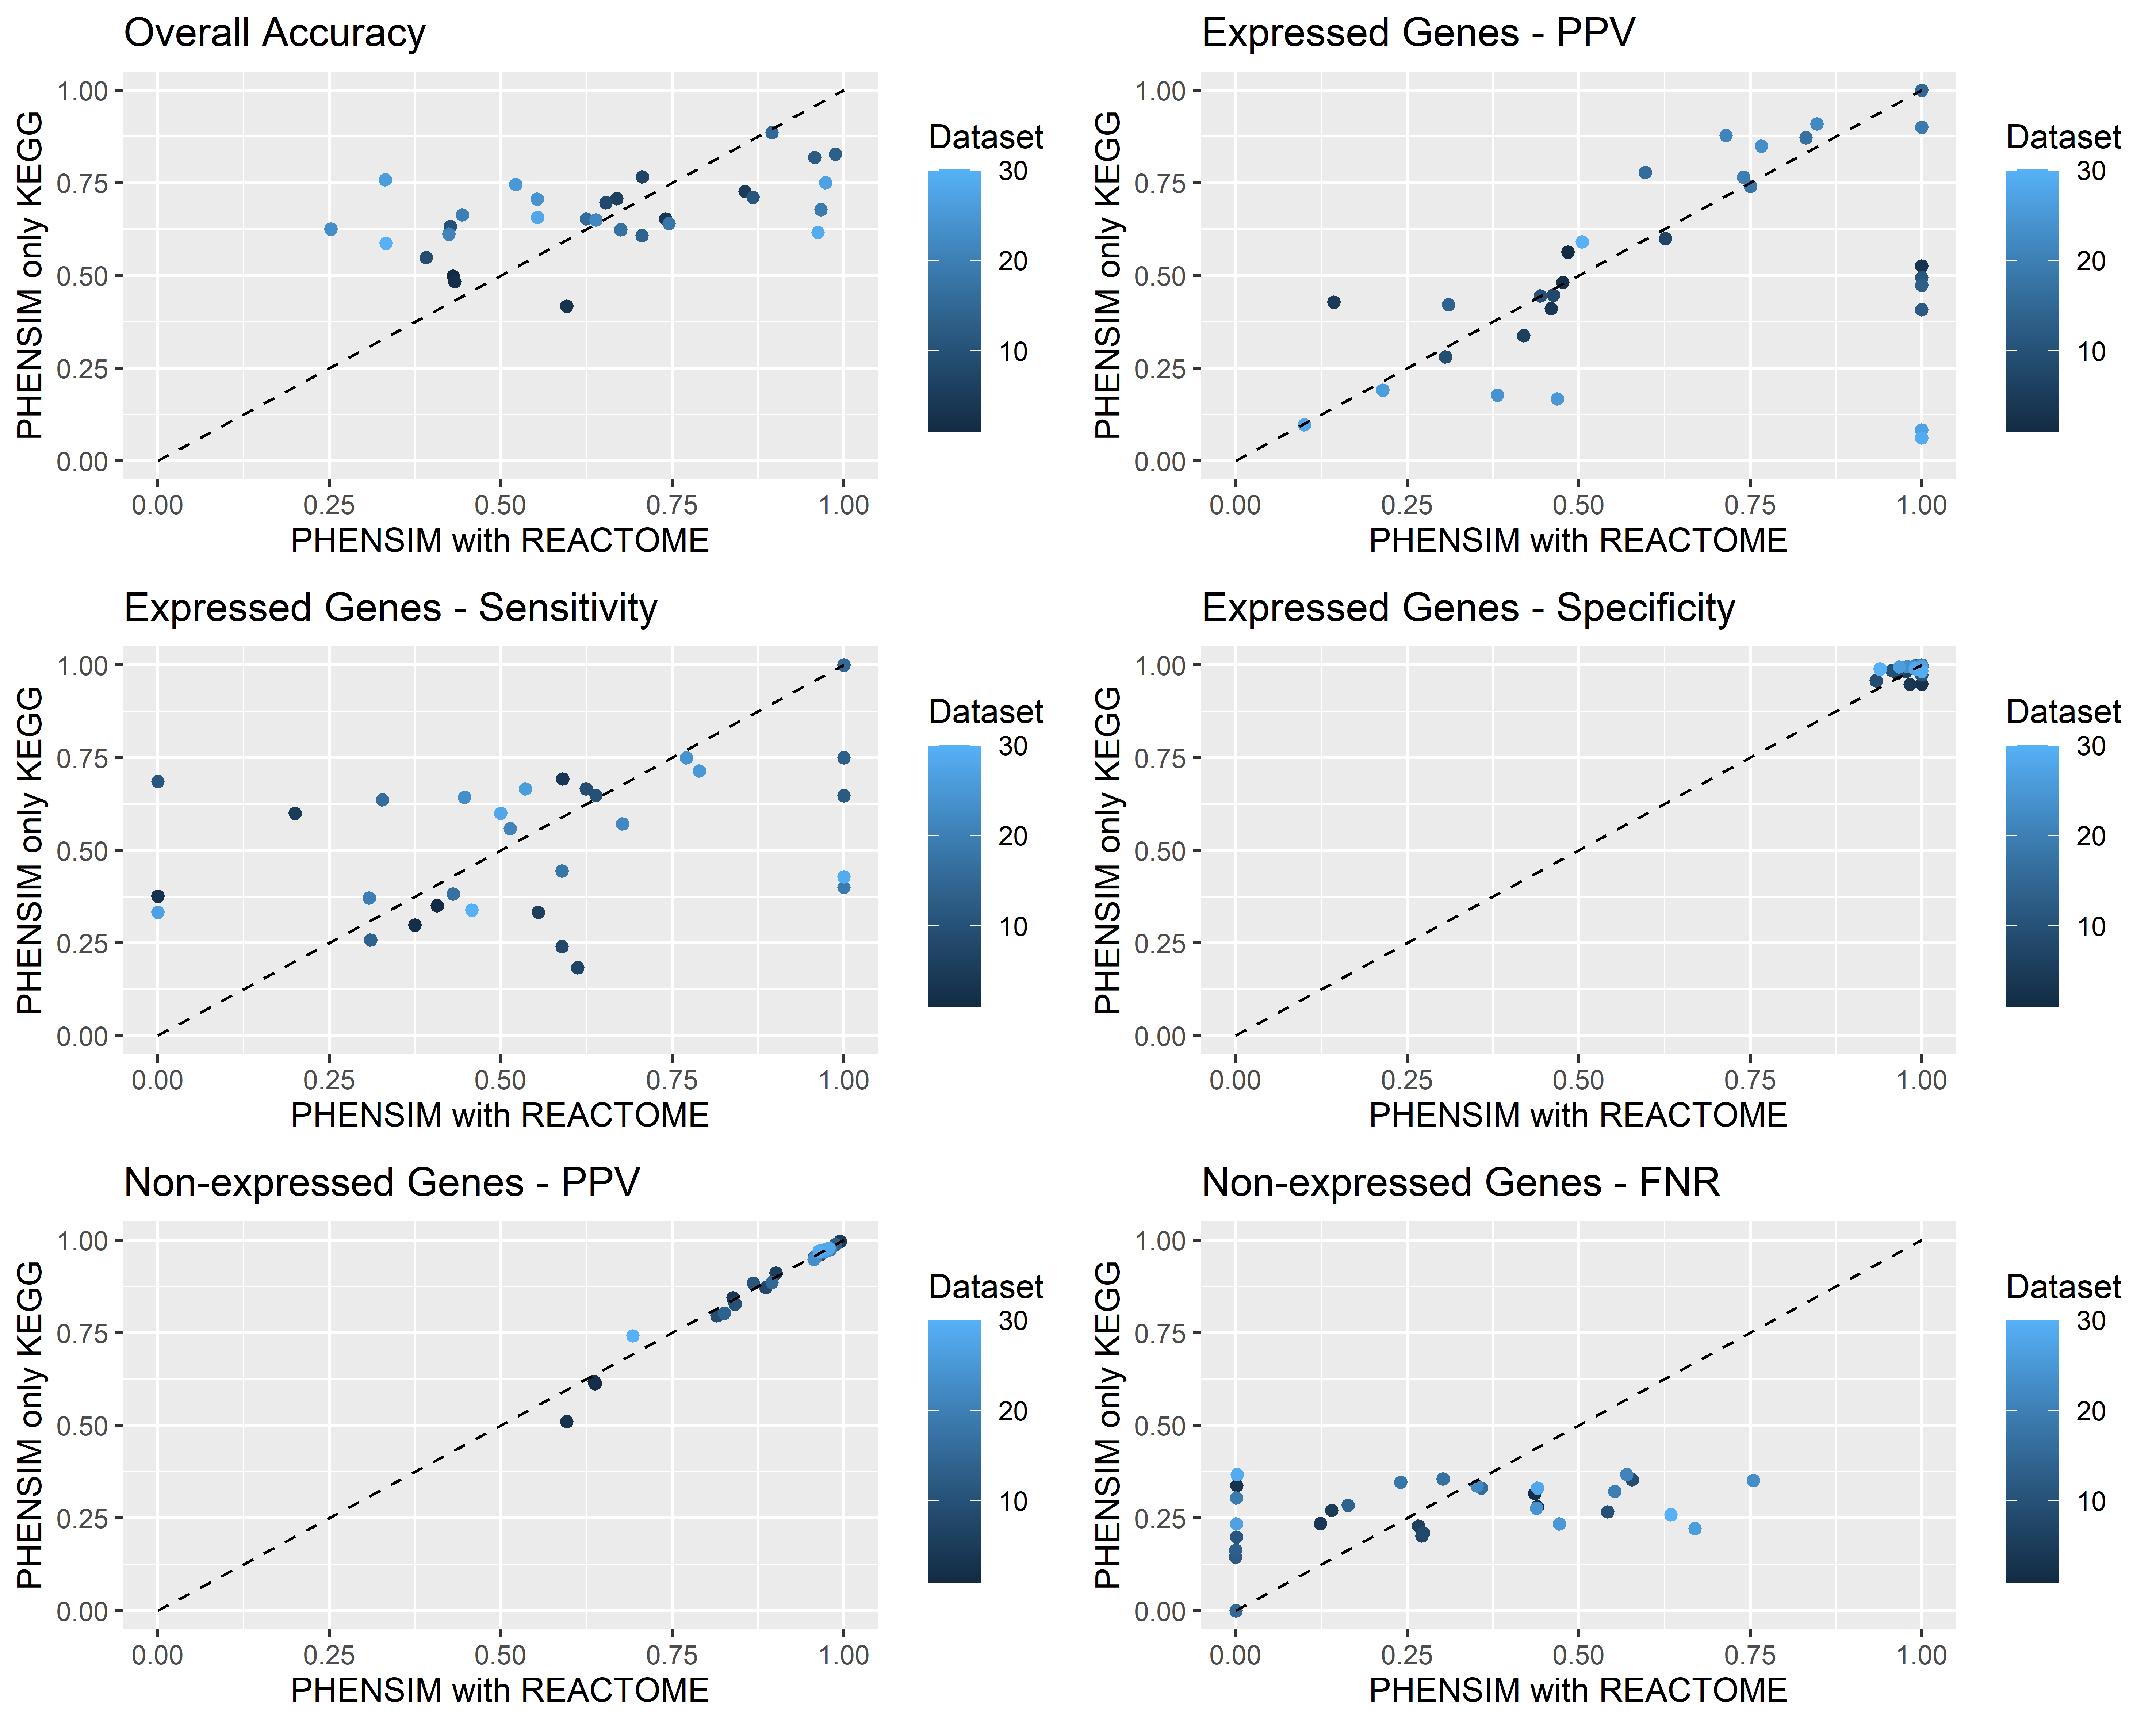 Overall Accuracy
PHENSIM only KEGG
1.00
0.75
0.50
0.25
0.00
0.00 0.25 0.50 0.75 1.00
PHENSIM with REACTOME
Dataset
30
20
10
Expressed Genes - PPV
PHENSIM only KEGG
1.00
0.75
0.50
0.25
0.00
0.00 0.25 0.50 0.75 1.00
PHENSIM with REACTOME
Dataset
30
20
10
Expressed Genes - Sensitivity
PHENSIM only KEGG
1.00
0.75
0.50
0.25
0.00
0.00 0.25 0.50 0.75 1.00
PHENSIM with REACTOME
Dataset
30
20
10
Expressed Genes - Specificity
PHENSIM only KEGG
1.00
0.75
0.50
0.25
0.00
0.00 0.25 0.50 0.75 1.00
PHENSIM with REACTOME
Dataset
30
20
10
Non-expressed Genes - PPV
PHENSIM only KEGG
1.00
0.75
0.50
0.25
0.00
0.00 0.25 0.50 0.75 1.00
PHENSIM with REACTOME
Dataset
30
20
10
Non-expressed Genes - FNR
PHENSIM only KEGG
1.00
0.75
0.50
0.25
0.00
0.00 0.25 0.50 0.75 1.00
PHENSIM with REACTOME
Dataset
30
20
10